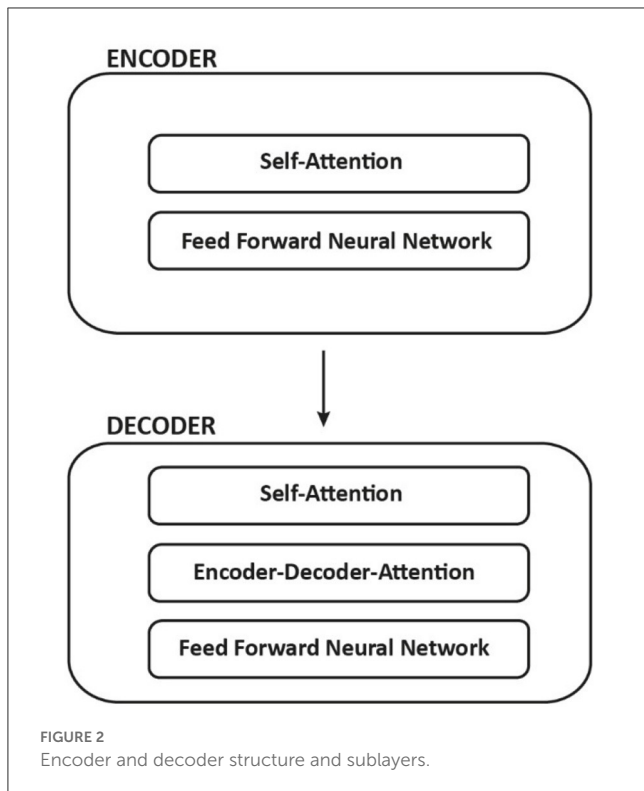 ENCODER
Self-Attention
Feed Forward Neural Network
DECODER
Self-Attention
Encoder-Decoder-Attention
Feed Forward Neural Network
FIGURE 2
Encoder and decoder structure and sublayers.